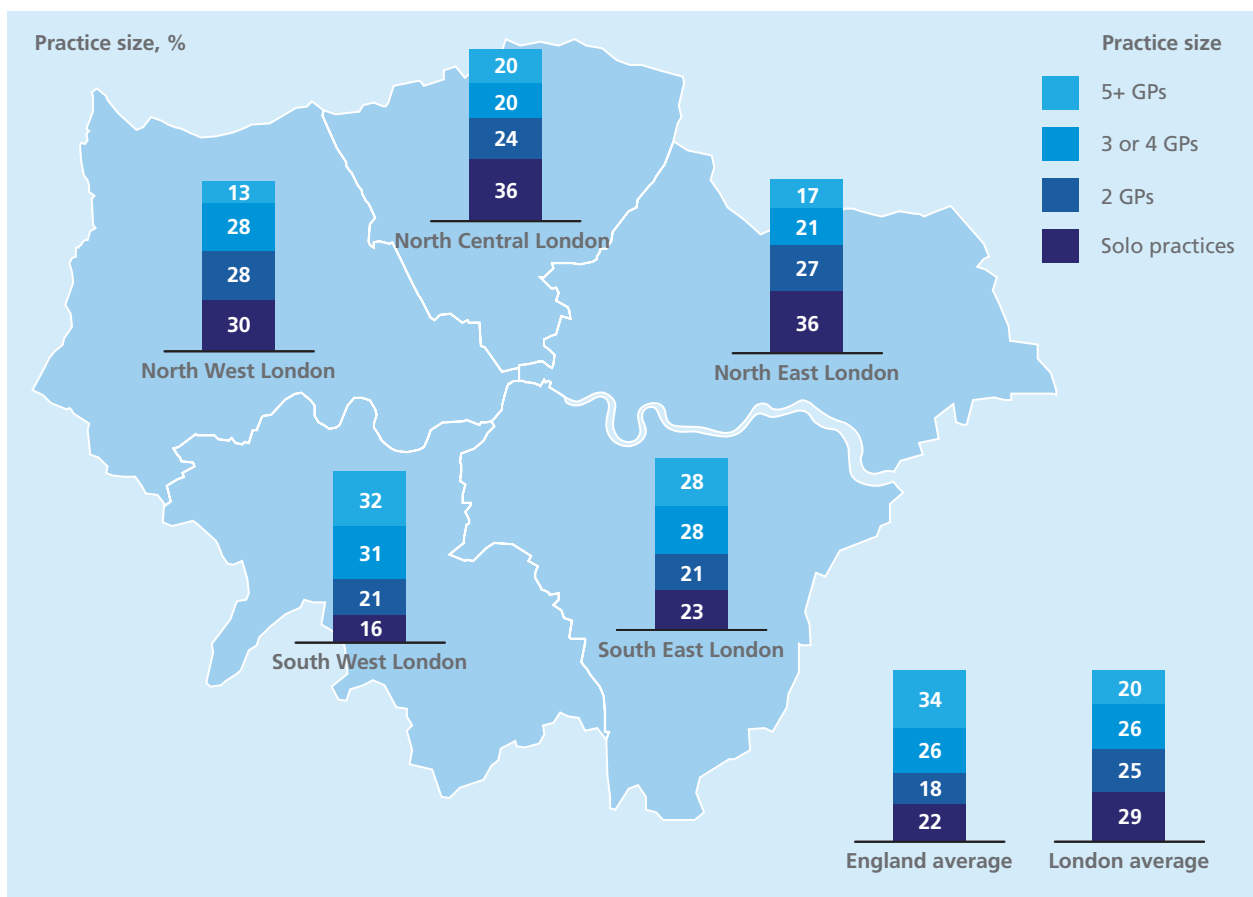 Practice size, %
Practice size
5+ GPs
3 or 4 GPs
2 GPs
Solo practices
20
20
24
36
North Central London
13
28
28
30
North West London
17
21
27
36
North East London
32
31
21
16
South West London
28
28
21
23
South East London
34
26
18
22
England average
20
26
25
29
London average